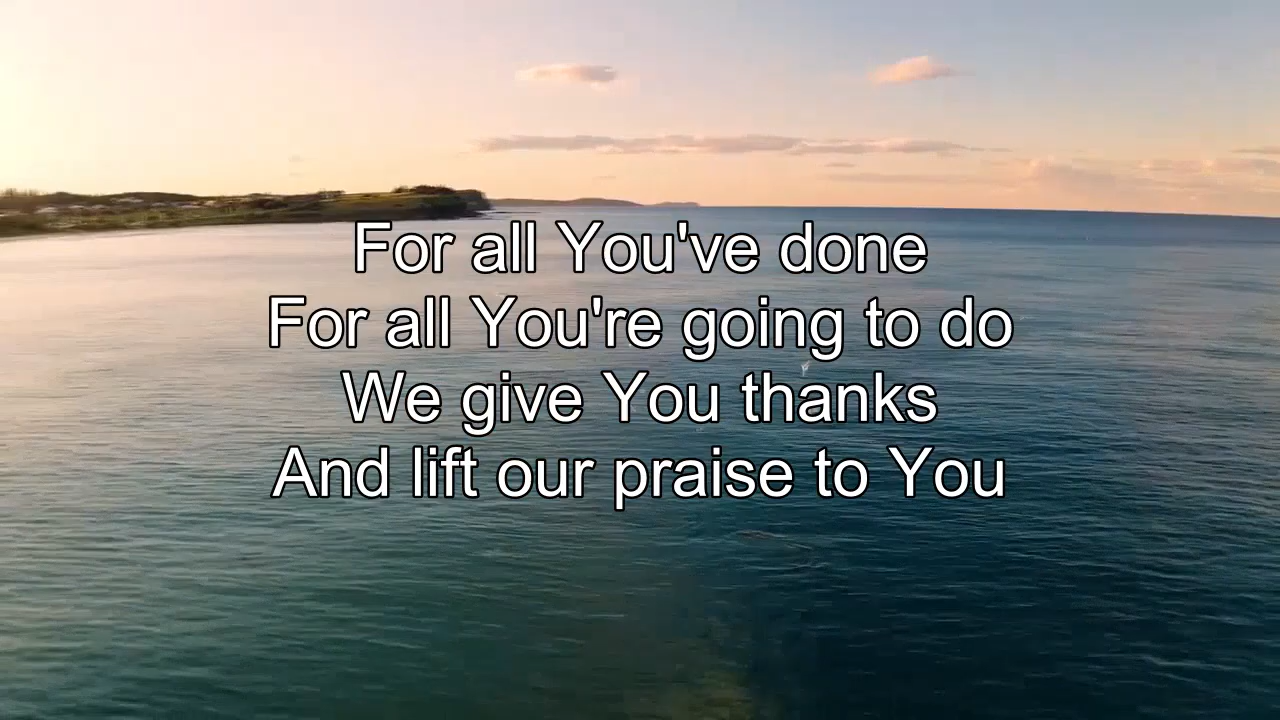 For all You've done
For all You're going to do
We give You thanks
And lift our praise to You